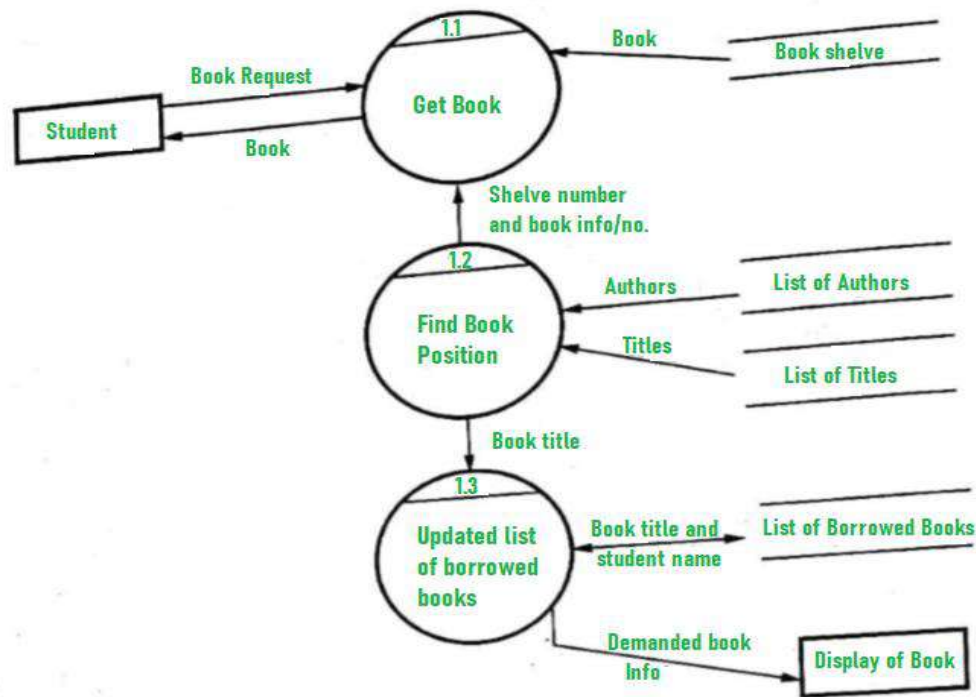 1.1
Book
Book shelve
Book Request
Get Book
Student
Book
Shelve number
and book info/no.
1.2
Authors
List of Authors
Find Book
Position
Titles
List of Titles
Book title
1.3
Updated list
of borrowed
books
Book title and
student name
List of Borrowed Books
Demanded book
Info
Display of Book